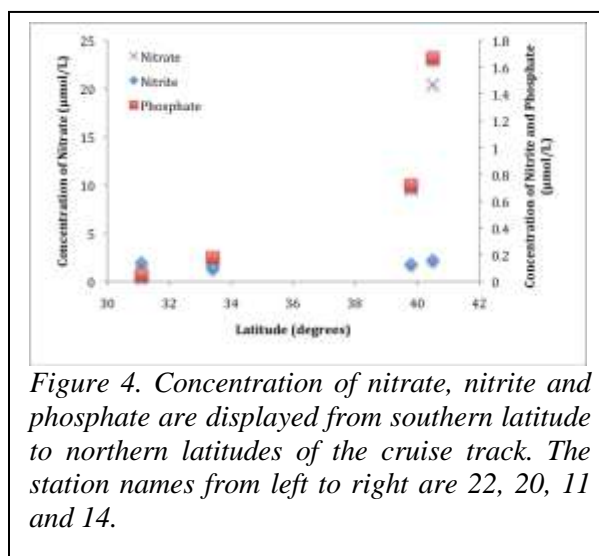 25
20
15
10
5
0
Concentration of Nitrate (µmol/L)
Nitrate
Nitrite
Phosphate
1.8
1.6
1.4
1.2
1
0.8
0.6
0.4
0.2
0
Concentration of Nitrite and Phosphate
(µmol/L)
30 32 34 36 38 40 42
Latitude (degrees)
Figure 4. Concentration of nitrate, nitrite and
phosphate are displayed from southern latitude
to northern latitudes of the cruise track. The
station names from left to right are 22, 20, 11
and 14.